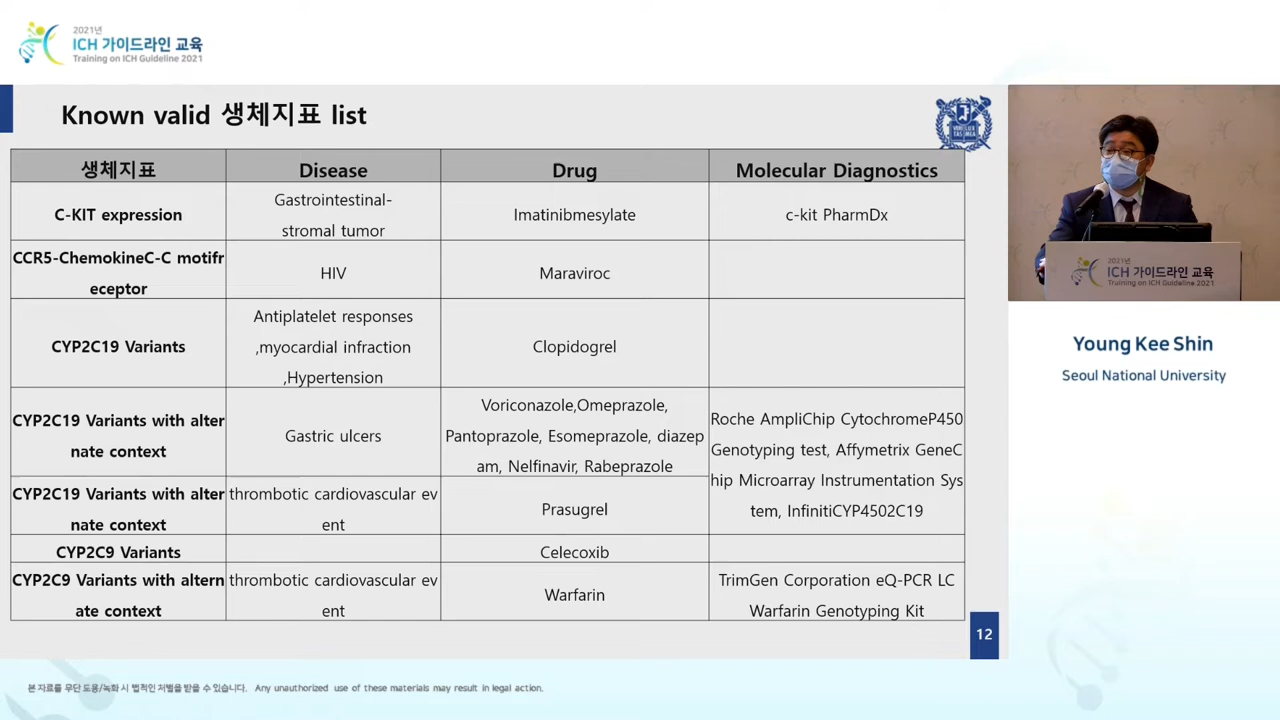 2021년
ICH 가이드라인 교육
Training on ICH Guideline 2021
Known valid 생체지표 list
생체지표 Disease Drug Molecular Diagnostics
C-KIT expression
Gastrointestinal-
stromal tumor
Imatinibmesylate
c-kit PharmDx
CCR5-ChemokineC-C motifr
eceptor
HIV
Maraviroc
CYP2C19 Variants
Antiplatelet responses
,myocardial infraction
,Hypertension
Clopidogrel
CYP2C19 Variants with alter
nate context
Gastric ulcers
Voriconazole,Omeprazole,
Pantoprazole, Esomeprazole, diazep
am, Nelfinavir, Rabeprazole
Roche AmpliChip CytochromeP450
Genotyping test, Affymetrix GeneC
hip Microarray Instrumentation Sys
tem, InfinitiCYP4502C19
CYP2C19 Variants with alter
nate context
thrombotic cardiovascular ev
ent
Prasugrel
CYP2C9 Variants
Celecoxib
CYP2C9 Variants with altern
ate context
thrombotic cardiovascular ev
ent
Warfarin
TrimGen Corporation eQ-PCR LC
Warfarin Genotyping Kit
12
2021년
ICH 가이드라인 교육
Training on ICH Guideline 2021
Young Kee Shin
Seoul National University
본 자료를 무단 도용/녹화 시 법적인 처벌을 받을 수 있습니다. Any unauthorized use of these materials may result in legal action.